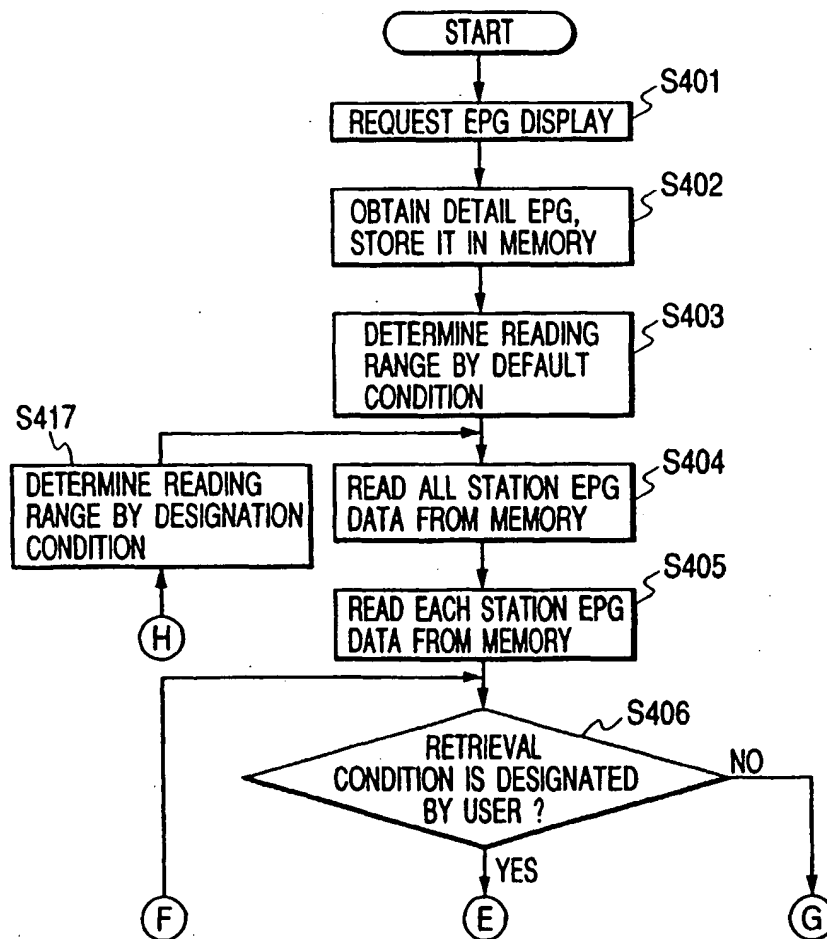 START
S401
REQUEST EPG DISPLAY
S402
OBTAIN DETAIL EPG,
STORE IT IN MEMORY
S403
DETERMINE READING
RANGE BY DEFAULT
CONDITION
S417
DETERMINE READING
RANGE BY DESIGNATION
CONDITION
S404
READ ALL STATION EPG
DATA FROM MEMORY
S405
READ EACH STATION EPG
DATA FROM MEMORY
H
S406
RETRIEVAL
CONDITION IS DESIGNATED
BY USER ?
NO
YES
F
E
G